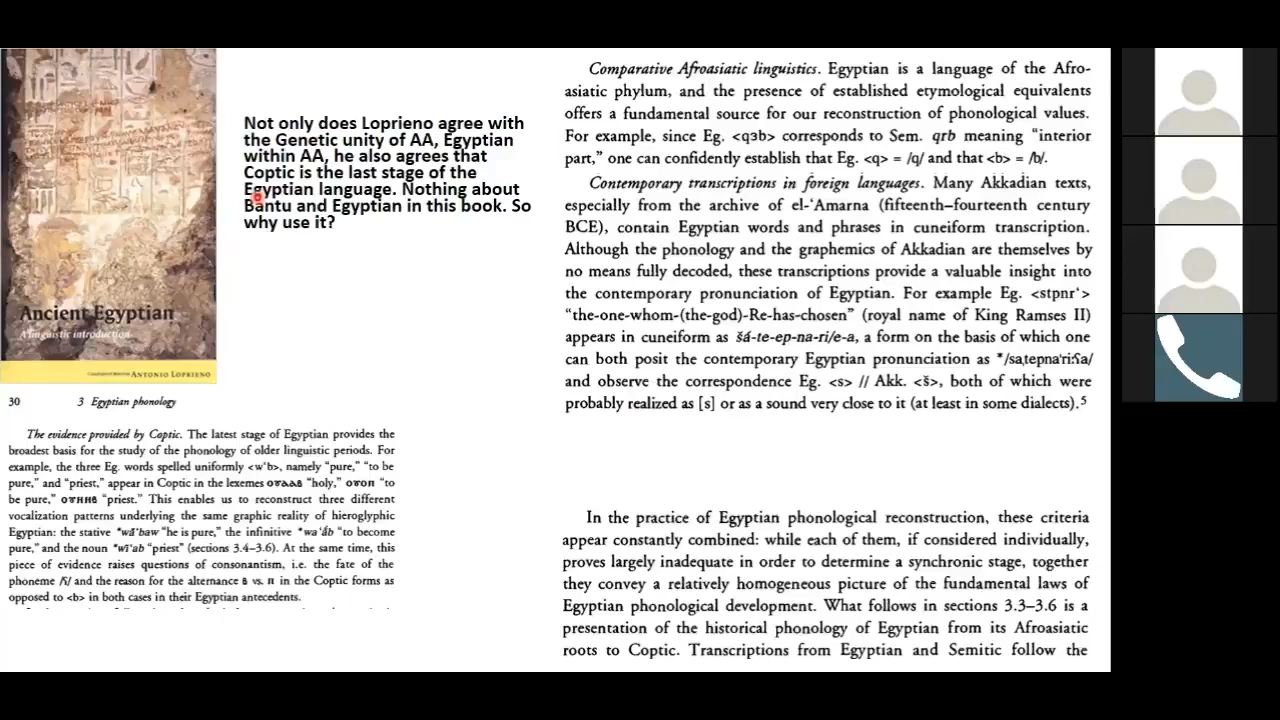 Ancient Egyptian
A linguistic introduction
ANTONIO LOPRIENO
Not only does Loprieno agree with
the Genetic unity of AA, Egyptian
within AA, he also agrees that
Coptic is the last stage of the
Egyptian language. Nothing about
Bantu and Egyptian in this book. So
why use it?
30 3 Egyptian phonology
The evidence provided by Coptic. The latest stage of Egyptian provides the
broadest basis for the study of the phonology of older linguistic periods. For
example, the three Eg. words spelled uniformly <wʿb>, namely “pure,” “to be
pure,” and “priest,” appear in Coptic in the lexemes ⲟⲩⲁⲁⲃ “holy,” ⲟⲩⲟⲡ “to
be pure,” ⲟⲩⲏⲏⲃ “priest.” This enables us to reconstruct three different
vocalization patterns underlying the same graphic reality of hieroglyphic
Egyptian: the stative *wăʿbaw “he is pure,” the infinitive *waʿắb “to become
pure,” and the noun *wīʿab “priest” (sections 3.4–3.6). At the same time, this
piece of evidence raises questions of consonantism, i.e. the fate of the
phoneme /ʕ/ and the reason for the alternance ⲃ vs. ⲡ in the Coptic forms as
opposed to <b> in both cases in their Egyptian antecedents.
Comparative Afroasiatic linguistics. Egyptian is a language of the Afro-
asiatic phylum, and the presence of established etymological equivalents
offers a fundamental source for our reconstruction of phonological values.
For example, since Eg. <qꜣb> corresponds to Sem. qrb meaning “interior
part,” one can confidently establish that Eg. <q> = /q/ and that <b> = /b/.
Contemporary transcriptions in foreign languages. Many Akkadian texts,
especially from the archive of el-ʿAmarna (fifteenth–fourteenth century
BCE), contain Egyptian words and phrases in cuneiform transcription.
Although the phonology and the graphemics of Akkadian are themselves by
no means fully decoded, these transcriptions provide a valuable insight into
the contemporary pronunciation of Egyptian. For example Eg. <stpnrʿ>
“the-one-whom-(the-god)-Re-has-chosen” (royal name of King Ramses II)
appears in cuneiform as šá-te-ep-na-ri/e-a, a form on the basis of which one
can both posit the contemporary Egyptian pronunciation as */saˌtepnaˈriːʕa/
and observe the correspondence Eg. <s> // Akk. <š>, both of which were
probably realized as [s] or as a sound very close to it (at least in some dialects).⁵
In the practice of Egyptian phonological reconstruction, these criteria
appear constantly combined: while each of them, if considered individually,
proves largely inadequate in order to determine a synchronic stage, together
they convey a relatively homogeneous picture of the fundamental laws of
Egyptian phonological development. What follows in sections 3.3–3.6 is a
presentation of the historical phonology of Egyptian from its Afroasiatic
roots to Coptic. Transcriptions from Egyptian and Semitic follow the